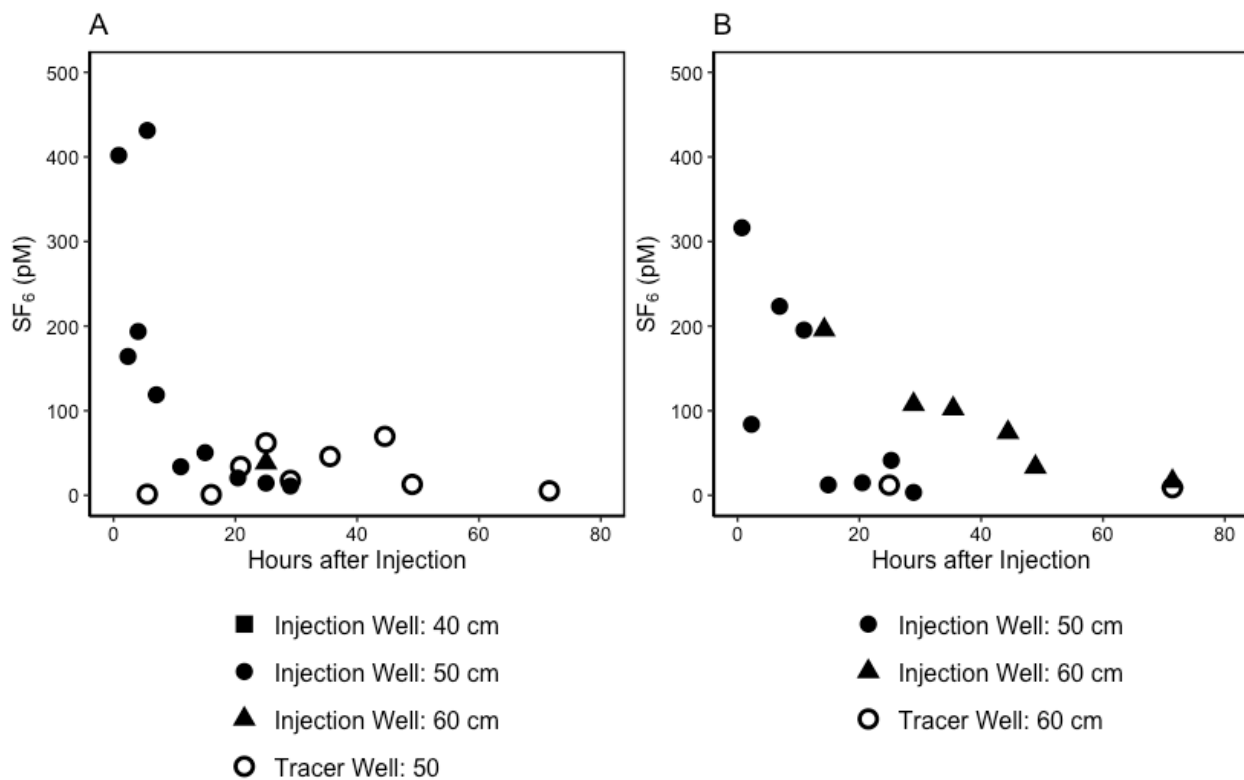 A
500
400
300
200
100
0
SF6 (pM)
0 20 40 60 80
Hours after Injection
Injection Well: 40 cm
Injection Well: 50 cm
Injection Well: 60 cm
Tracer Well: 50
B
500
400
300
200
100
0
SF6 (pM)
0 20 40 60 80
Hours after Injection
Injection Well: 50 cm
Injection Well: 60 cm
Tracer Well: 60 cm